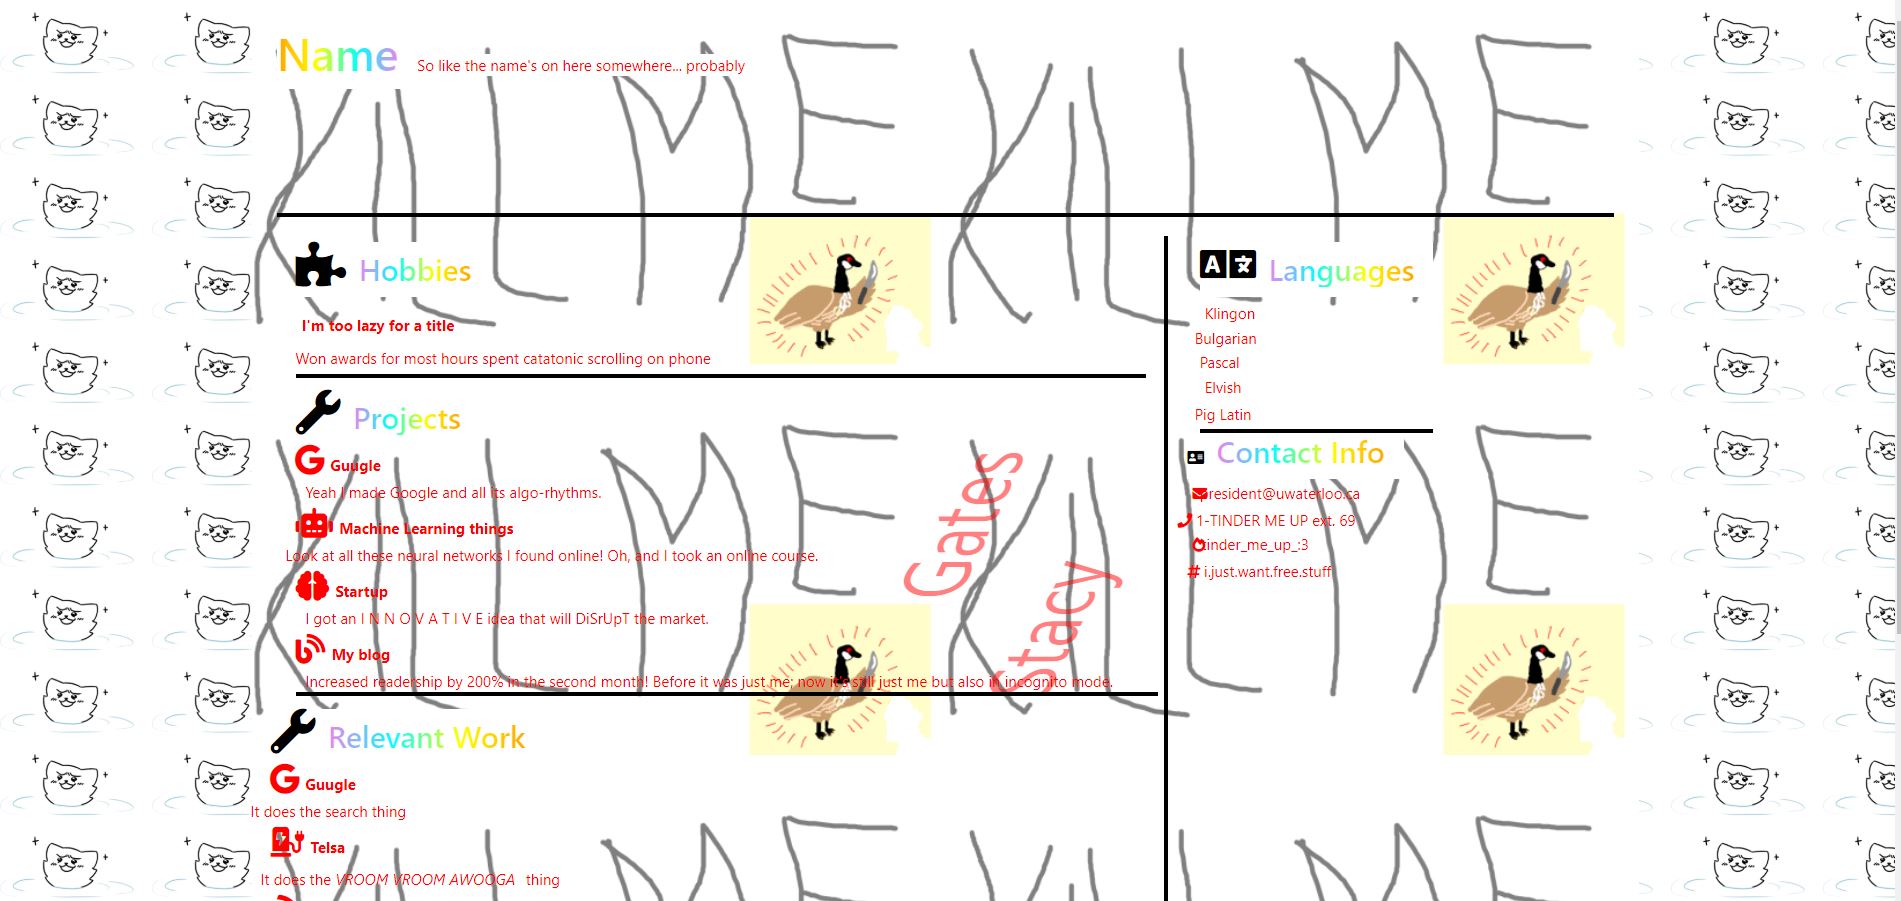 Name So like the name's on here somewhere... probably
KILL ME KILL ME
Hobbies
I'm too lazy for a title
Won awards for most hours spent catatonic scrolling on phone
Projects
Guugle
Yeah I made Google and all its algo-rhythms.
Machine Learning things
Look at all these neural networks I found online! Oh, and I took an online course.
Startup
I got an I N N O V A T I V E idea that will DiSrUpT the market.
My blog
Increased readership by 200% in the second month! Before it was just me; now it's still just me but also in incognito mode.
KILL ME KILL ME
Gates
Stacy
Relevant Work
Guugle
It does the search thing
Telsa
It does the VROOM VROOM AWOOGA thing
Languages
Klingon
Bulgarian
Pascal
Elvish
Pig Latin
Contact Info
president@uwaterloo.ca
1-TINDER ME UP ext. 69
tinder_me_up_:3
i.just.want.free.stuff